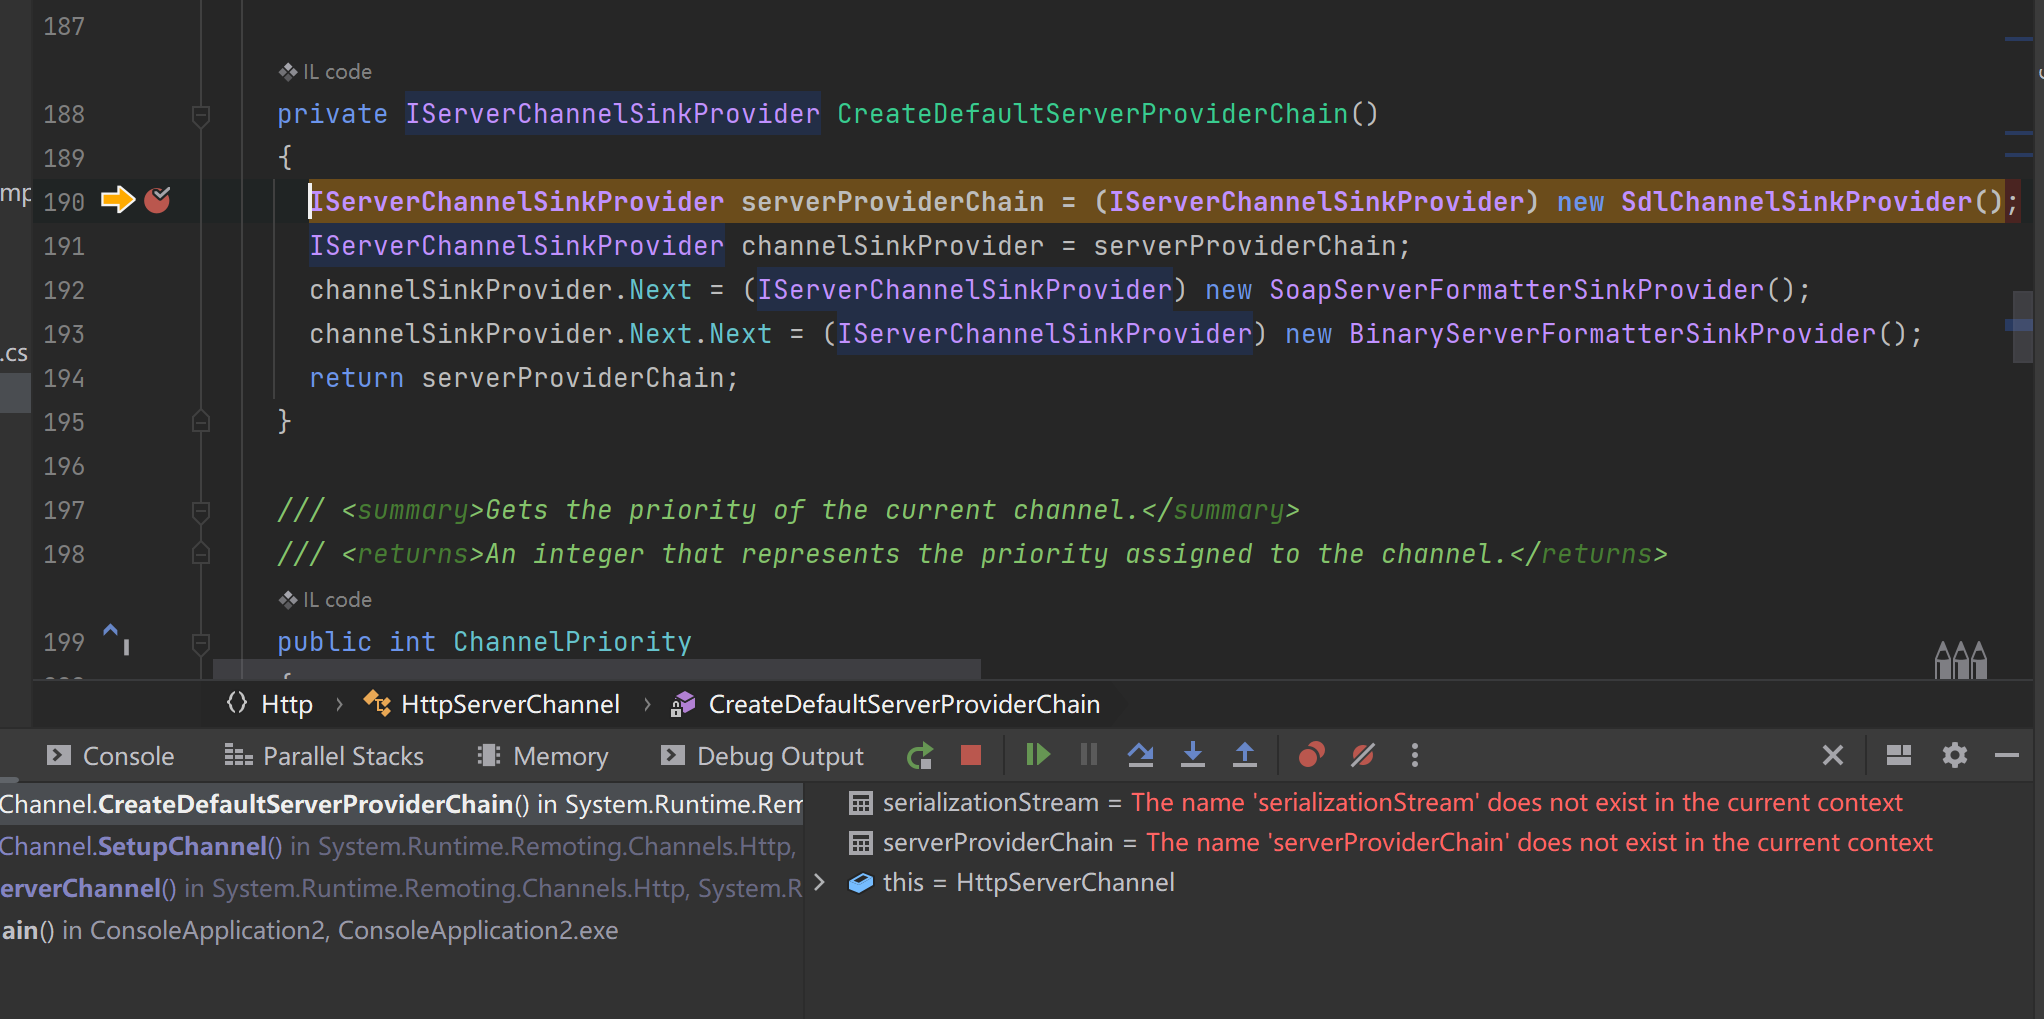 187
IL code
188 private IServerChannelSinkProvider CreateDefaultServerProviderChain()
189 {
mp
190 IServerChannelSinkProvider serverProviderChain = (IServerChannelSinkProvider) new SdlChannelSinkProvider();
191 IServerChannelSinkProvider channelSinkProvider = serverProviderChain;
192 channelSinkProvider.Next = (IServerChannelSinkProvider) new SoapServerFormatterSinkProvider();
193 channelSinkProvider.Next.Next = (IServerChannelSinkProvider) new BinaryServerFormatterSinkProvider();
.cs
194 return serverProviderChain;
195 }
196
197 /// <summary>Gets the priority of the current channel.</summary>
198 /// <returns>An integer that represents the priority assigned to the channel.</returns>
IL code
199 public int ChannelPriority
Http › HttpServerChannel › CreateDefaultServerProviderChain
Console Parallel Stacks Memory Debug Output
Channel.CreateDefaultServerProviderChain() in System.Runtime.Rem
Channel.SetupChannel() in System.Runtime.Remoting.Channels.Http,
erverChannel() in System.Runtime.Remoting.Channels.Http, System.R
ain() in ConsoleApplication2, ConsoleApplication2.exe
serializationStream = The name 'serializationStream' does not exist in the current context
serverProviderChain = The name 'serverProviderChain' does not exist in the current context
this = HttpServerChannel